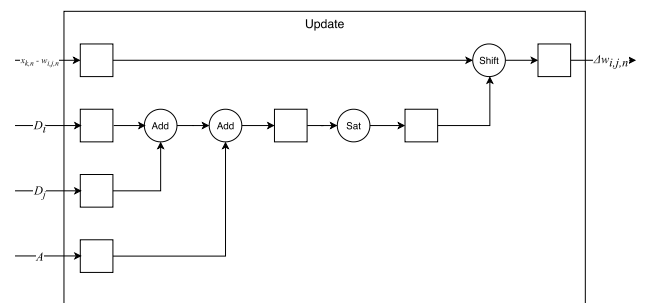 Update
x_{k,n} - w_{i,j,n}
Shift
Δw_{i,j,n}
D_I
Add
Add
Sat
D_j
A